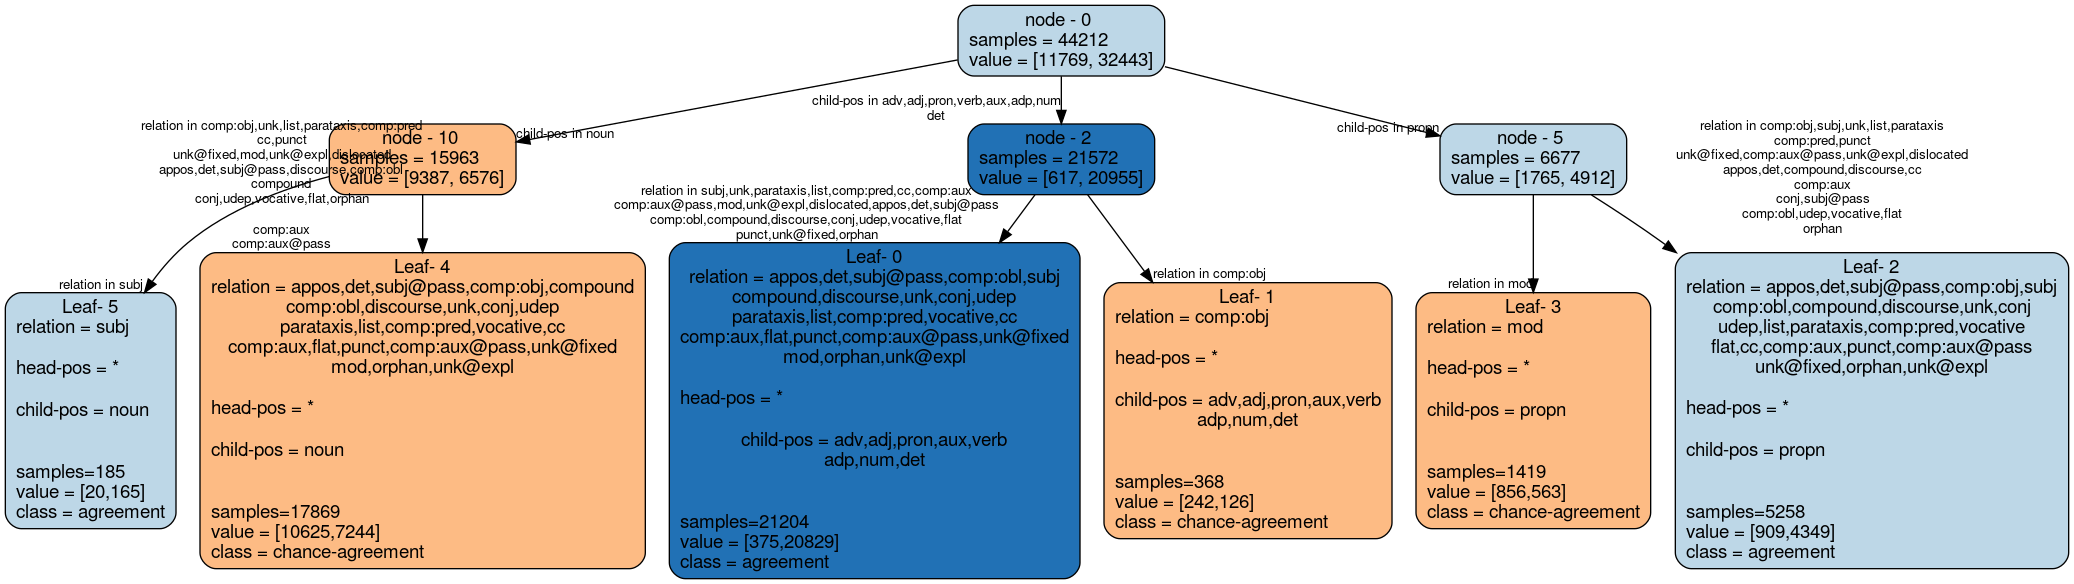 node - 0
samples = 44212
value = [11769, 32443]
child-pos in noun
child-pos in adv,adj,pron,verb,aux,adp,num
det
child-pos in propn
node - 10
samples = 15963
value = [9387, 6576]
node - 2
samples = 21572
value = [617, 20955]
node - 5
samples = 6677
value = [1765, 4912]
relation in comp:obj,unk,list,parataxis,comp:pred
cc,punct
unk@fixed,mod,unk@expl,dislocated
appos,det,subj@pass,discourse,comp:obl
compound
conj,udep,vocative,flat,orphan
comp:aux
comp:aux@pass
relation in subj
relation in subj,unk,parataxis,list,comp:pred,cc,comp:aux
comp:aux@pass,mod,unk@expl,dislocated,appos,det,subj@pass
comp:obl,compound,discourse,conj,udep,vocative,flat
punct,unk@fixed,orphan
relation in comp:obj
relation in mod
relation in comp:obj,subj,unk,list,parataxis
comp:pred,punct
unk@fixed,comp:aux@pass,unk@expl,dislocated
appos,det,compound,discourse,cc
comp:aux
conj,subj@pass
comp:obl,udep,vocative,flat
orphan
Leaf- 5
relation = subj
head-pos = *
child-pos = noun
samples=185
value = [20,165]
class = agreement
Leaf- 4
relation = appos,det,subj@pass,comp:obj,compound
comp:obl,discourse,unk,conj,udep
parataxis,list,comp:pred,vocative,cc
comp:aux,flat,punct,comp:aux@pass,unk@fixed
mod,orphan,unk@expl
head-pos = *
child-pos = noun
samples=17869
value = [10625,7244]
class = chance-agreement
Leaf- 0
relation = appos,det,subj@pass,comp:obl,subj
compound,discourse,unk,conj,udep
parataxis,list,comp:pred,vocative,cc
comp:aux,flat,punct,comp:aux@pass,unk@fixed
mod,orphan,unk@expl
head-pos = *
child-pos = adv,adj,pron,aux,verb
adp,num,det
samples=21204
value = [375,20829]
class = agreement
Leaf- 1
relation = comp:obj
head-pos = *
child-pos = adv,adj,pron,aux,verb
adp,num,det
samples=368
value = [242,126]
class = chance-agreement
Leaf- 3
relation = mod
head-pos = *
child-pos = propn
samples=1419
value = [856,563]
class = chance-agreement
Leaf- 2
relation = appos,det,subj@pass,comp:obj,subj
comp:obl,compound,discourse,unk,conj
udep,list,parataxis,comp:pred,vocative
flat,cc,comp:aux,punct,comp:aux@pass
unk@fixed,orphan,unk@expl
head-pos = *
child-pos = propn
samples=5258
value = [909,4349]
class = agreement